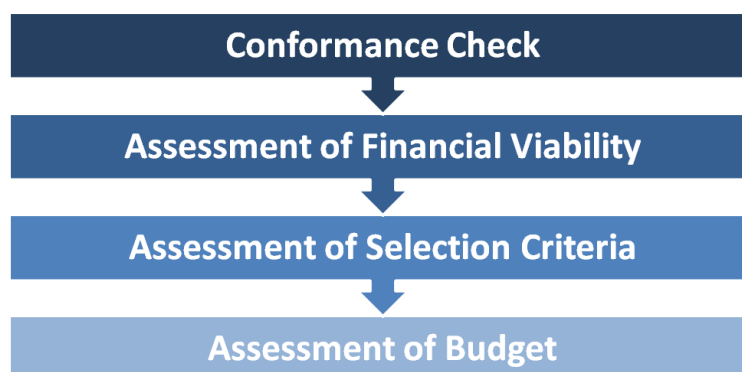 Conformance Check
Assessment of Financial Viability
Assessment of Selection Criteria
Assessment of Budget